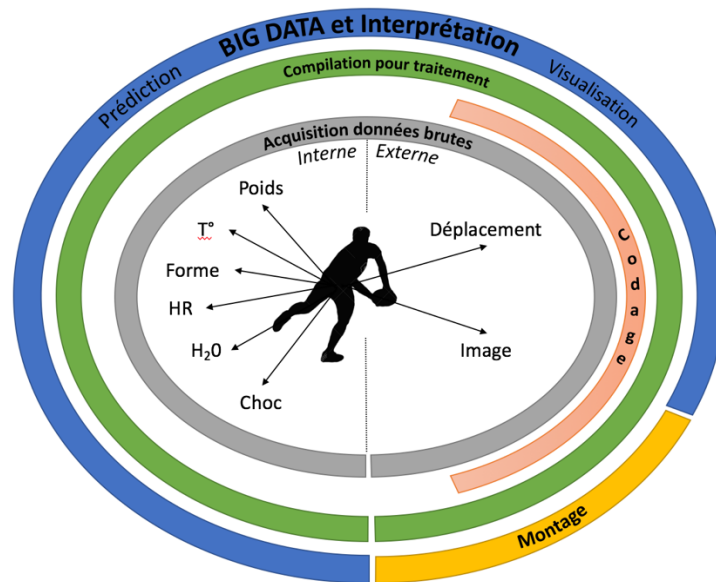 BIG DATA et Interprétation
Prédiction
Visualisation
Compilation pour traitement
Acquisition données brutes
Interne
Externe
Poids
T°
Forme
HR
H₂0
Choc
Déplacement
Image
Codage
Montage